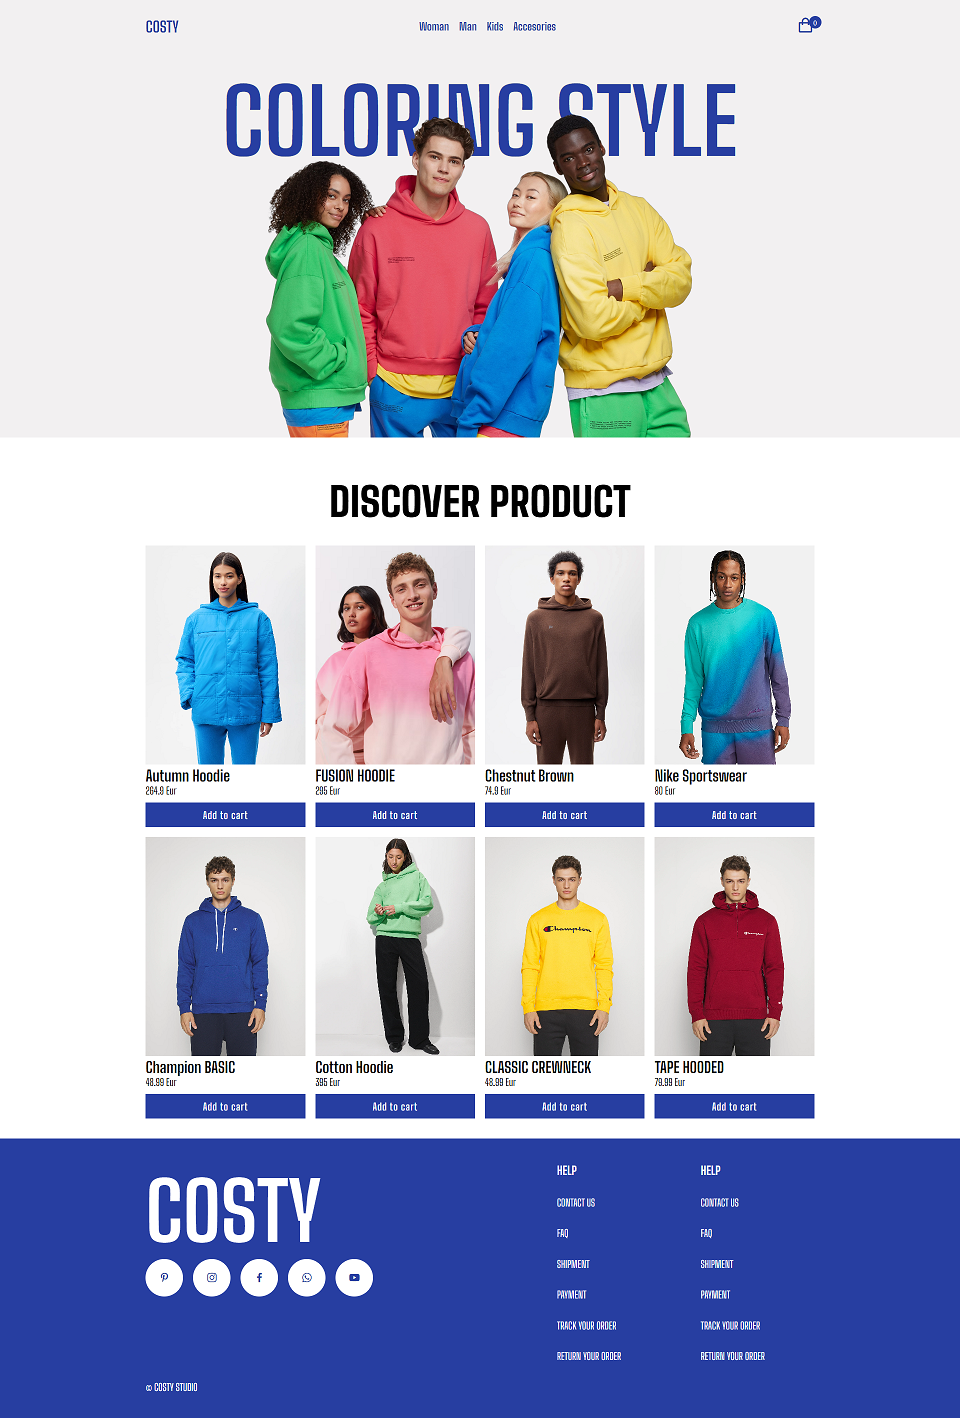 COSTY
Woman Man Kids Accesories
0
COLORING STYLE
DISCOVER PRODUCT
Autumn Hoodie
264.9 Eur
Add to cart
FUSION HOODIE
295 Eur
Add to cart
Chestnut Brown
74.9 Eur
Add to cart
Nike Sportswear
80 Eur
Add to cart
Champion
Champion
Champion BASIC
48.99 Eur
Add to cart
Cotton Hoodie
395 Eur
Add to cart
CLASSIC CREWNECK
48.99 Eur
Add to cart
TAPE HOODED
79.99 Eur
Add to cart
COSTY
HELP
CONTACT US
FAQ
SHIPMENT
PAYMENT
TRACK YOUR ORDER
RETURN YOUR ORDER
HELP
CONTACT US
FAQ
SHIPMENT
PAYMENT
TRACK YOUR ORDER
RETURN YOUR ORDER
© COSTY STUDIO